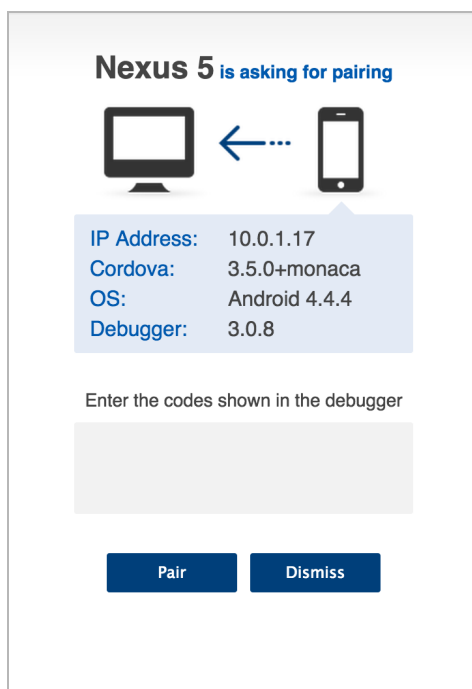 Nexus 5 is asking for pairing
IP Address: 10.0.1.17
Cordova: 3.5.0+monaca
OS: Android 4.4.4
Debugger: 3.0.8
Enter the codes shown in the debugger
Pair Dismiss